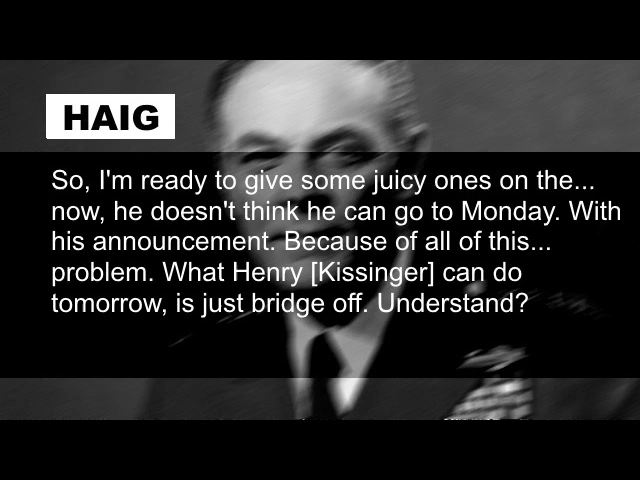 HAIG
So, I'm ready to give some juicy ones on the...
now, he doesn't think he can go to Monday. With
his announcement. Because of all of this...
problem. What Henry [Kissinger] can do
tomorrow, is just bridge off. Understand?